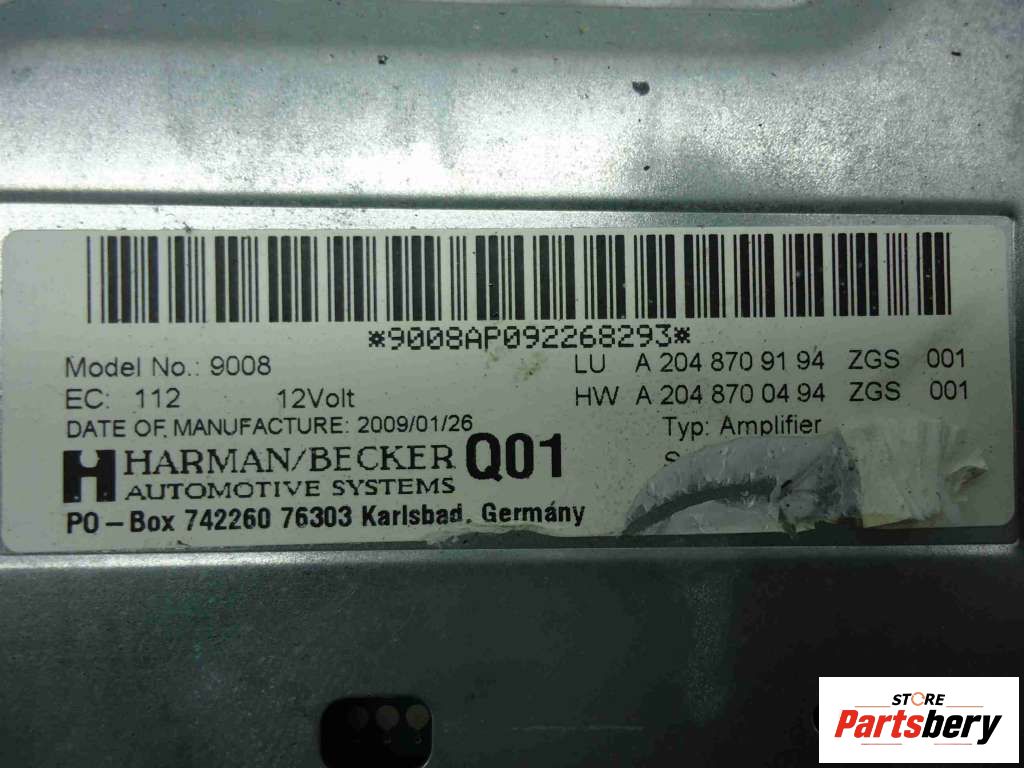 *9008AP092268293*
Model No.: 9008
LU A 204 870 91 94 ZGS 001
EC: 112 12Volt
HW A 204 870 04 94 ZGS 001
DATE OF MANUFACTURE: 2009/01/26
Typ: Amplifier
H HARMAN/BECKER Q01
AUTOMOTIVE SYSTEMS
PO-Box 742260 76303 Karlsbad, Germány
STORE
Partsbery